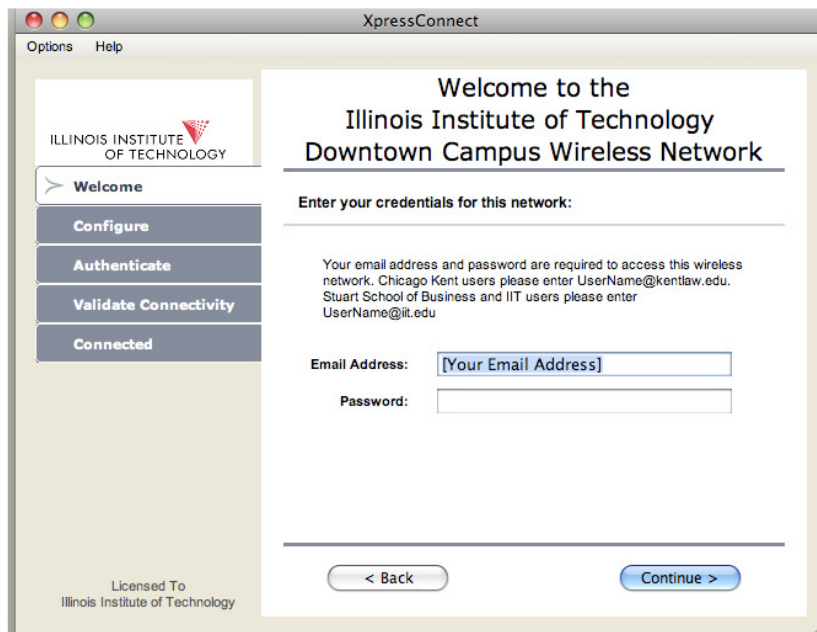 XpressConnect
Options Help
ILLINOIS INSTITUTE
OF TECHNOLOGY
Welcome
Configure
Authenticate
Validate Connectivity
Connected
Licensed To
Illinois Institute of Technology
Welcome to the
Illinois Institute of Technology
Downtown Campus Wireless Network
Enter your credentials for this network:
Your email address and password are required to access this wireless
network. Chicago Kent users please enter UserName@kentlaw.edu.
Stuart School of Business and IIT users please enter
UserName@iit.edu
Email Address: [Your Email Address]
Password:
< Back Continue >